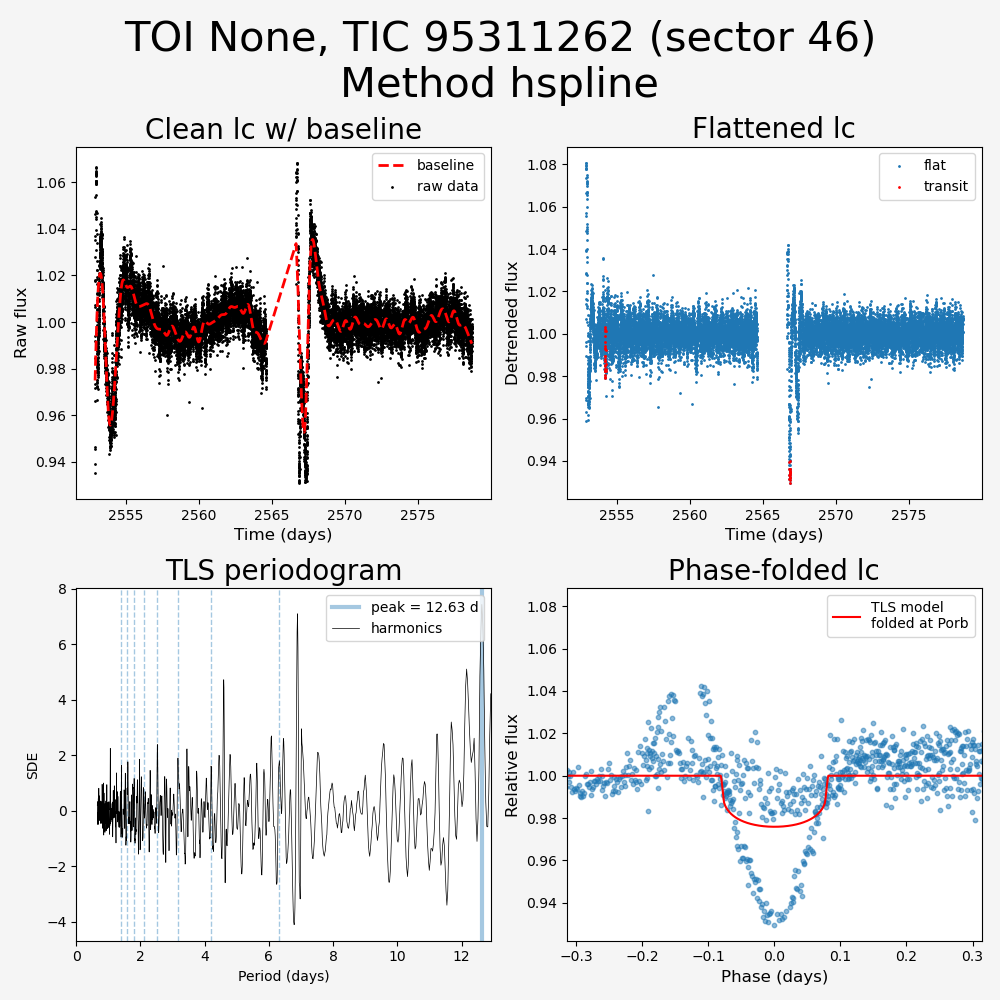 TOI None, TIC 95311262 (sector 46)
Method hspline
Clean lc w/ baseline
Raw flux
1.06
1.04
1.02
1.00
0.98
0.96
0.94
baseline
raw data
2555 2560 2565 2570 2575
Time (days)
Flattened lc
Detrended flux
1.08
1.06
1.04
1.02
1.00
0.98
0.96
0.94
flat
transit
2555 2560 2565 2570 2575
Time (days)
TLS periodogram
SDE
8
6
4
2
0
−2
−4
peak = 12.63 d
harmonics
0 2 4 6 8 10 12
Period (days)
Phase-folded lc
Relative flux
1.08
1.06
1.04
1.02
1.00
0.98
0.96
0.94
TLS model
folded at Porb
−0.3 −0.2 −0.1 0.0 0.1 0.2 0.3
Phase (days)